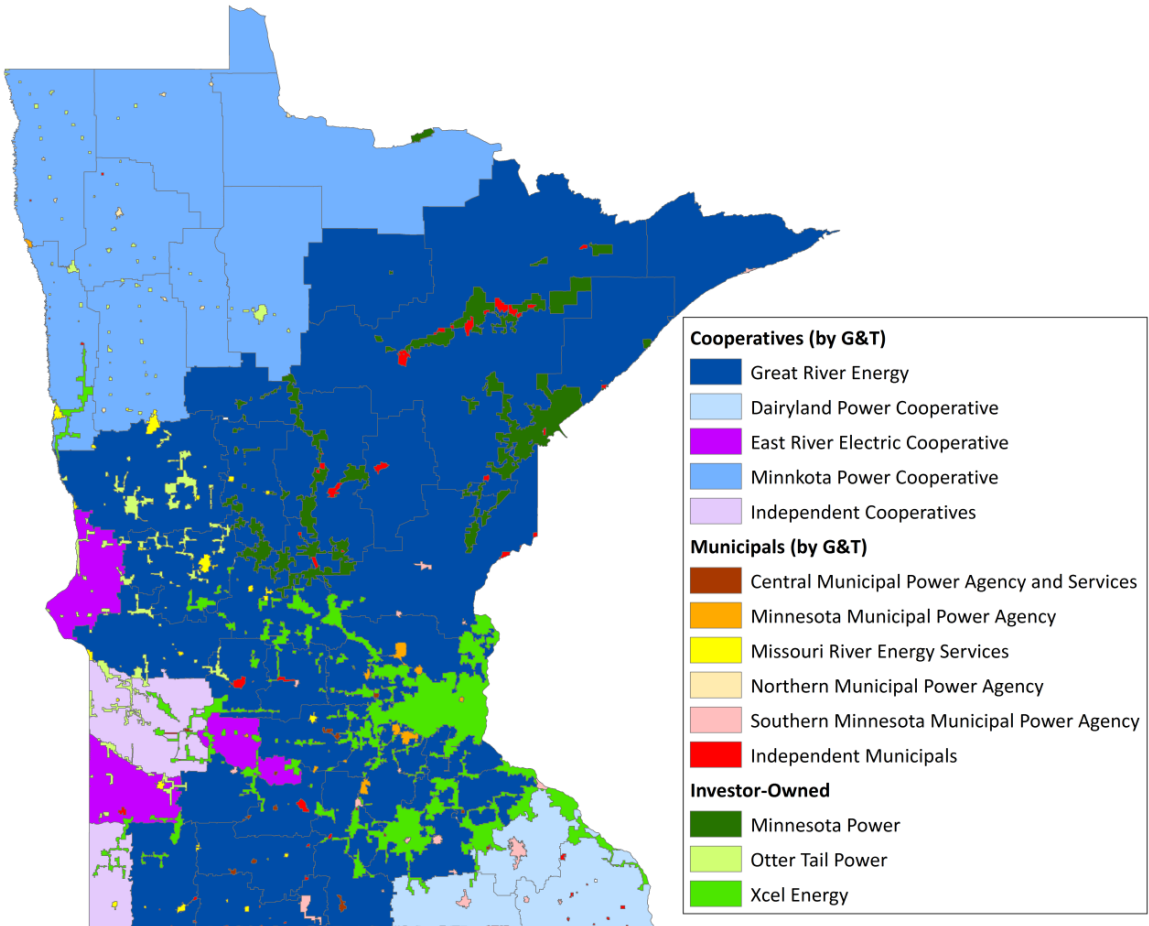 Cooperatives (by G&T)
Great River Energy
Dairyland Power Cooperative
East River Electric Cooperative
Minnkota Power Cooperative
Independent Cooperatives
Municipals (by G&T)
Central Municipal Power Agency and Services
Minnesota Municipal Power Agency
Missouri River Energy Services
Northern Municipal Power Agency
Southern Minnesota Municipal Power Agency
Independent Municipals
Investor-Owned
Minnesota Power
Otter Tail Power
Xcel Energy